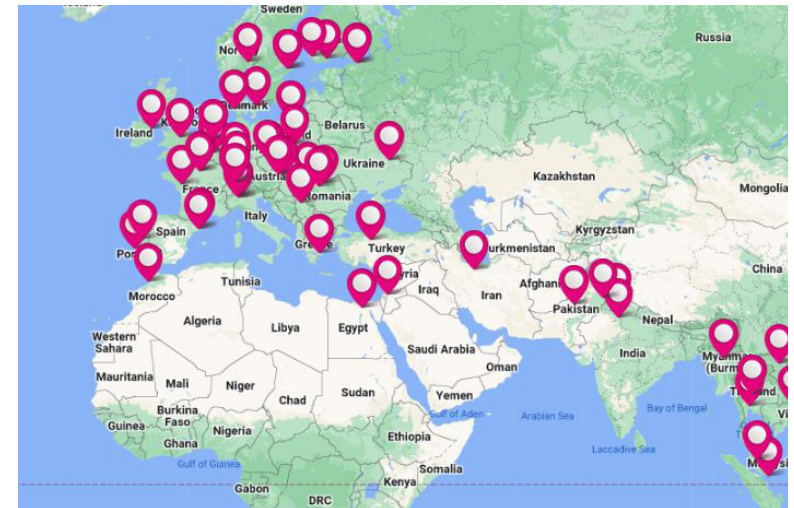 Sweden
Russia
Belarus
Ireland
Ukraine
Kazakhstan
Austria
Mongolia
France
Romania
Italy
Kyrgyzstan
Spain
Turkey
China
Tunisia
Iraq
Iran
Morocco
Pakistan
Algeria
Libya
Egypt
Nepal
Western
Sahara
India
Saudi Arabia
Oman
Mauritania
Mali
Niger
Sudan
Chad
Yemen
Burkina
Faso
Gulf of Aden
Arabian Sea
Bay of Bengal
Guinea
Nigeria
Ethiopia
Ghana
Laccadive Sea
Gulf of Guinea
Somalia
Gabon
Kenya
DRC